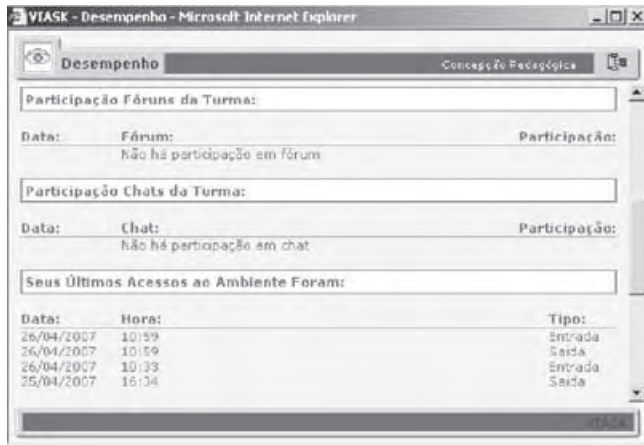 VIASK - Desempenho - Microsoft Internet Explorer
Desempenho Concepção Pedagógica
Participação Fóruns da Turma:
Data: Fórum: Participação:
Não há participação em fórum
Participação Chats da Turma:
Data: Chat: Participação:
Não há participação em chat
Seus Últimos Acessos ao Ambiente Foram:
Data: Hora: Tipo:
26/04/2007 10:59 Entrada
26/04/2007 10:59 Saída
26/04/2007 10:33 Entrada
25/04/2007 16:34 Saída
VIASK